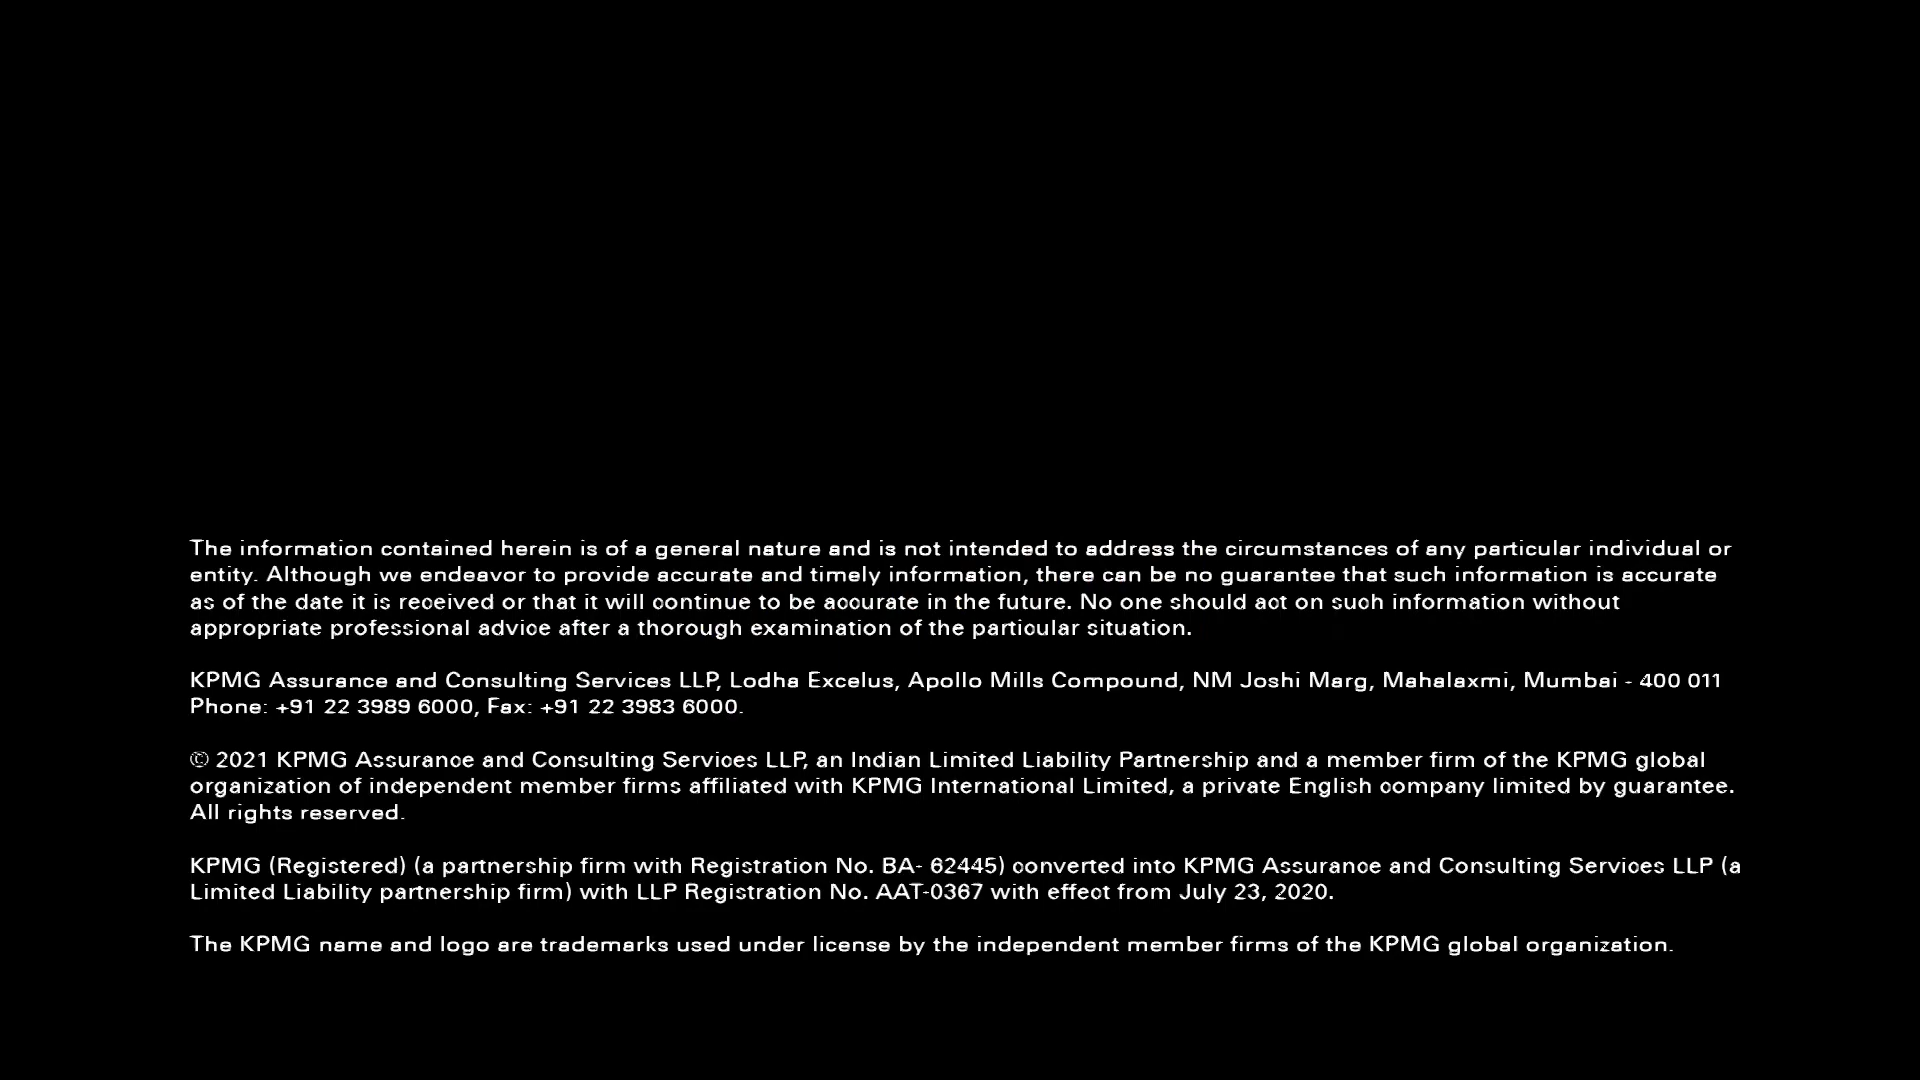 The information contained herein is of a general nature and is not intended to address the circumstances of any particular individual or
entity. Although we endeavor to provide accurate and timely information, there can be no guarantee that such information is accurate
as of the date it is received or that it will continue to be accurate in the future. No one should act on such information without
appropriate professional advice after a thorough examination of the particular situation.
KPMG Assurance and Consulting Services LLP, Lodha Excelus, Apollo Mills Compound, NM Joshi Marg, Mahalaxmi, Mumbai - 400 011
Phone: +91 22 3989 6000, Fax: +91 22 3983 6000.
© 2021 KPMG Assurance and Consulting Services LLP, an Indian Limited Liability Partnership and a member firm of the KPMG global
organization of independent member firms affiliated with KPMG International Limited, a private English company limited by guarantee.
All rights reserved.
KPMG (Registered) (a partnership firm with Registration No. BA- 62445) converted into KPMG Assurance and Consulting Services LLP (a
Limited Liability partnership firm) with LLP Registration No. AAT-0367 with effect from July 23, 2020.
The KPMG name and logo are trademarks used under license by the independent member firms of the KPMG global organization.